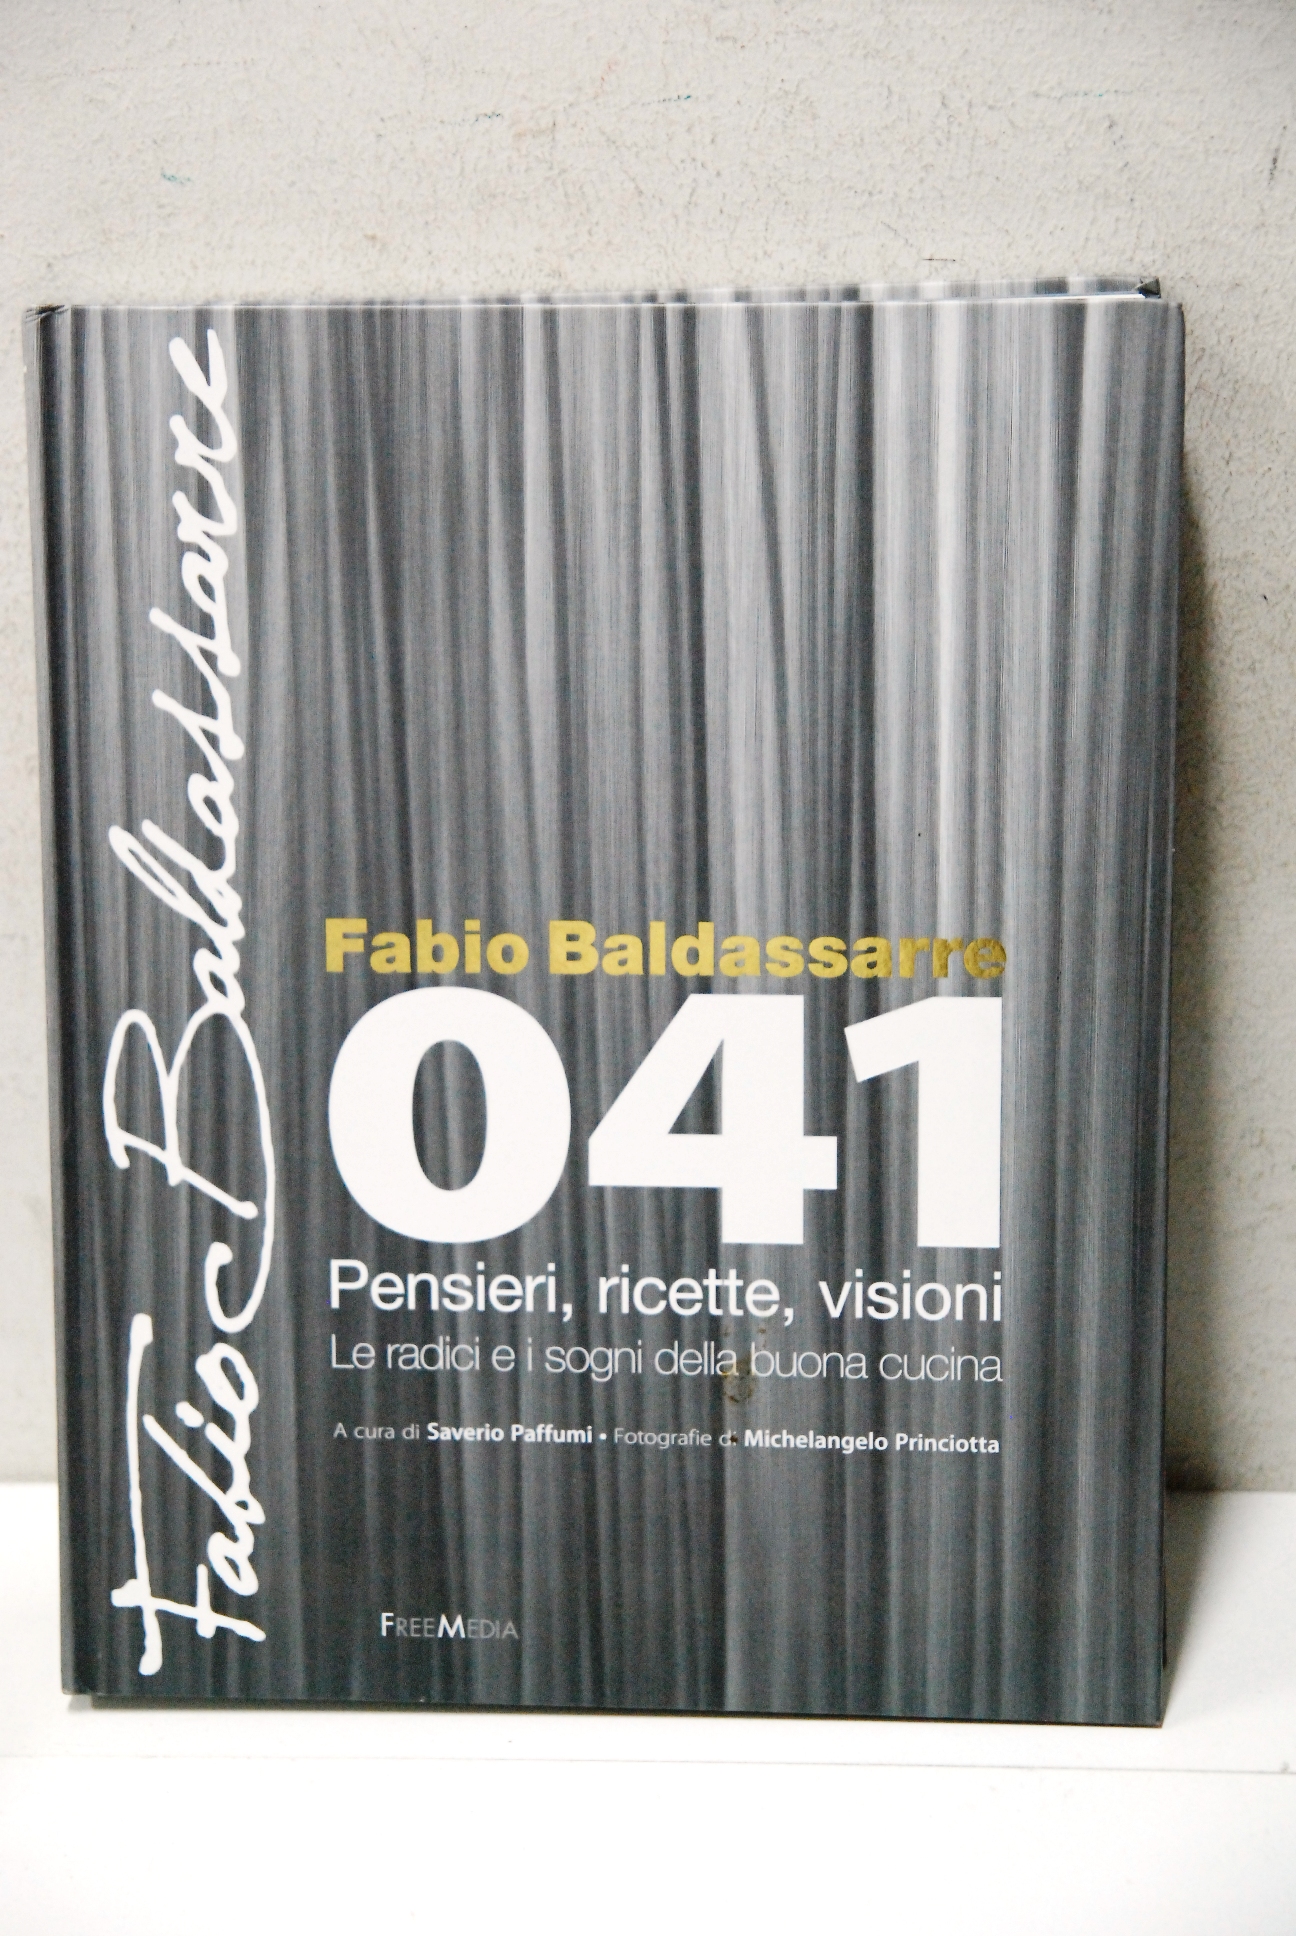 Fabio Baldassarre
Fabio Baldassarre
041
Pensieri, ricette, visioni
Le radici e i sogni della buona cucina
A cura di Saverio Paffumi • Fotografie di Michelangelo Princiotta
FREEMEDIA